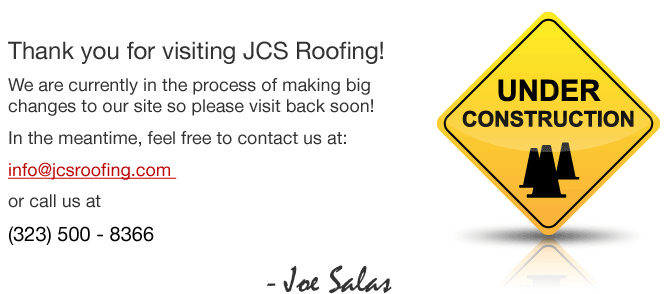 Thank you for visiting JCS Roofing!
We are currently in the process of making big
changes to our site so please visit back soon!
In the meantime, feel free to contact us at:
info@jcsroofing.com
or call us at
(323) 500 - 8366
- Joe Salas
UNDER
CONSTRUCTION